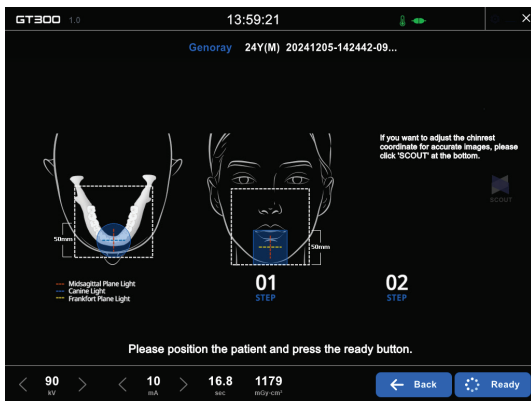 GT300 1.0
13:59:21
Genoray 24Y(M) 20241205-142442-09...
If you want to adjust the chinrest
coordinate for accurate images, please
click 'SCOUT' at the bottom.
SCOUT
50mm
50mm
Midsagittal Plane Light
Canine Light
Frankfort Plane Light
01
STEP
02
STEP
Please position the patient and press the ready button.
90
kV
10
mA
16.8
sec
1179
mGy·cm²
Back
Ready